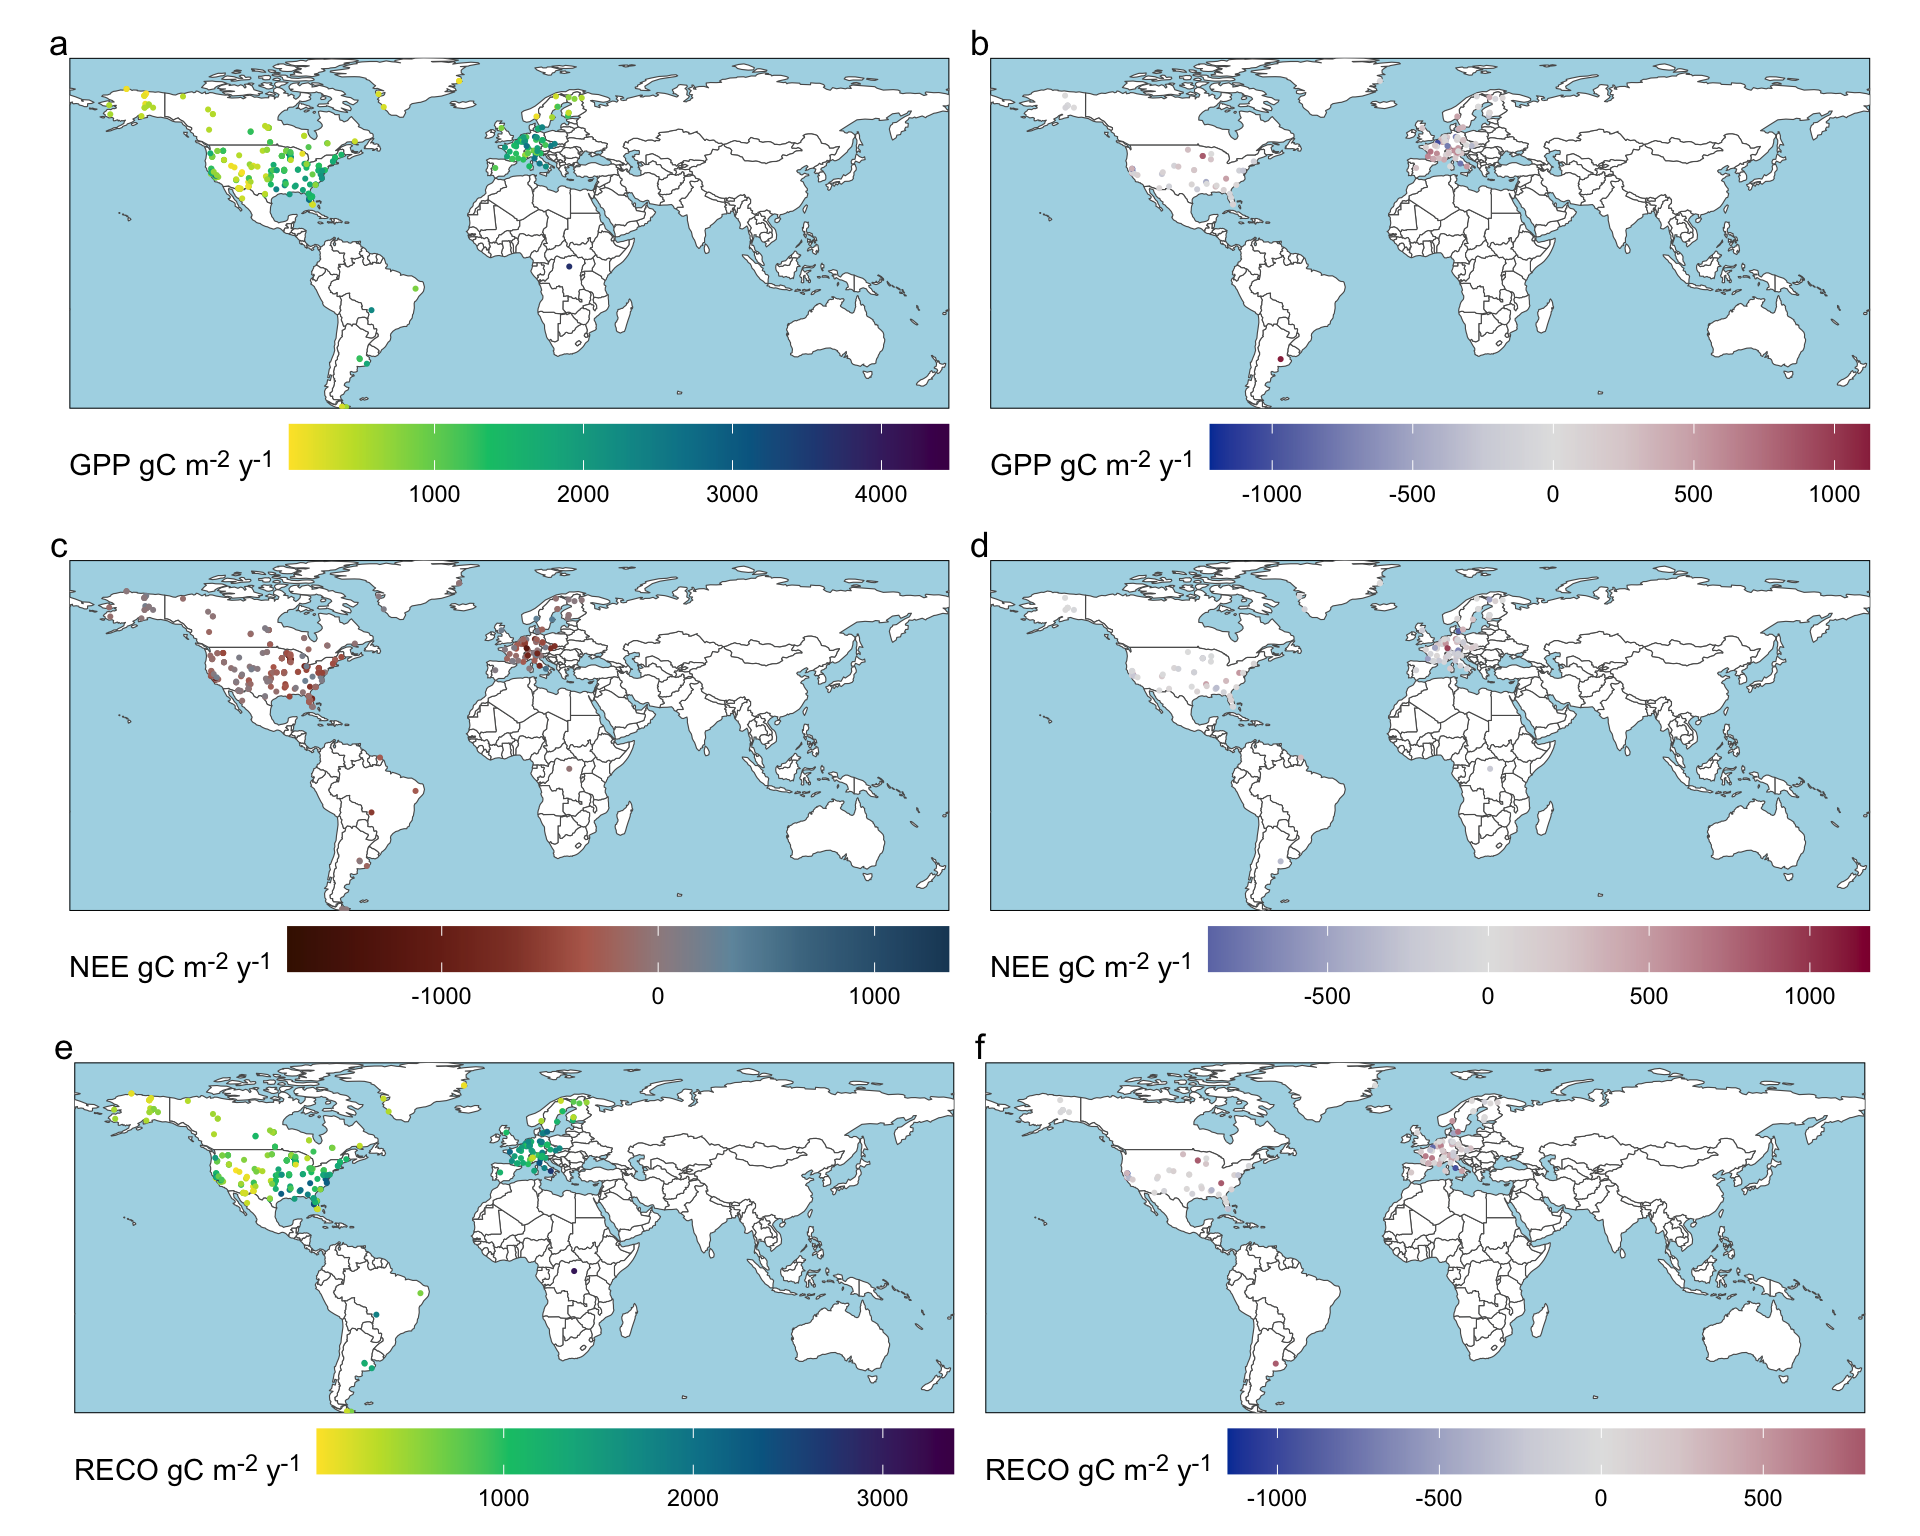 a
b
GPP gC m-2 y-1
1000 2000 3000 4000
GPP gC m-2 y-1
-1000 -500 0 500 1000
c
d
NEE gC m-2 y-1
-1000 0 1000
NEE gC m-2 y-1
-500 0 500 1000
e
f
RECO gC m-2 y-1
1000 2000 3000
RECO gC m-2 y-1
-1000 -500 0 500